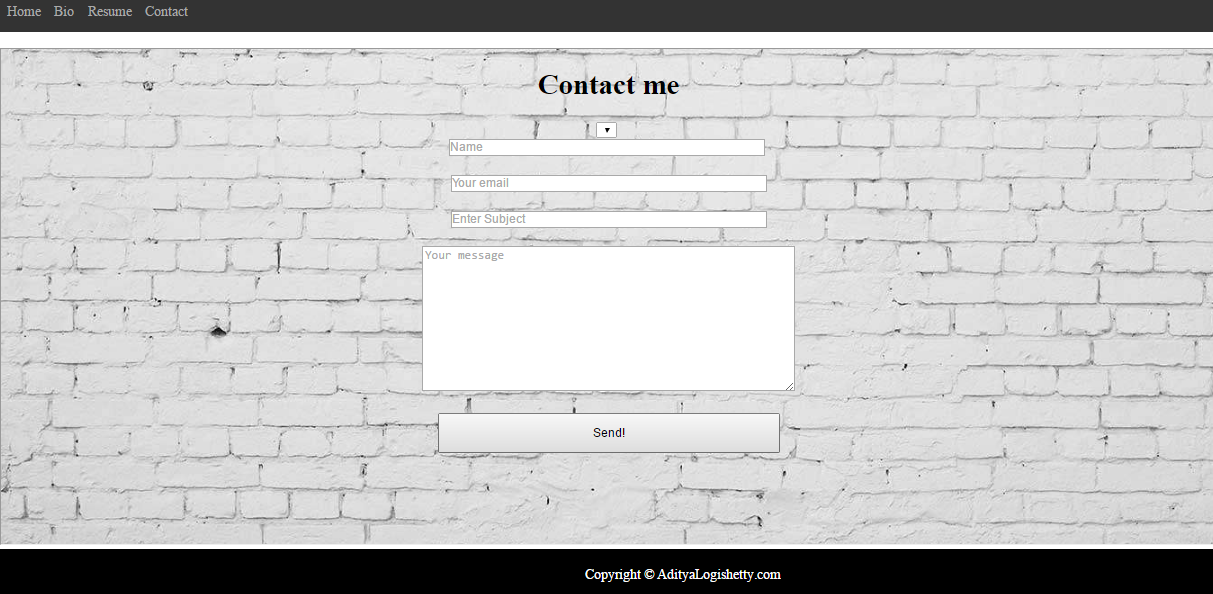 Home Bio Resume Contact
Contact me
Name
Your email
Enter Subject
Your message
Send!
Copyright © AdityaLogishetty.com